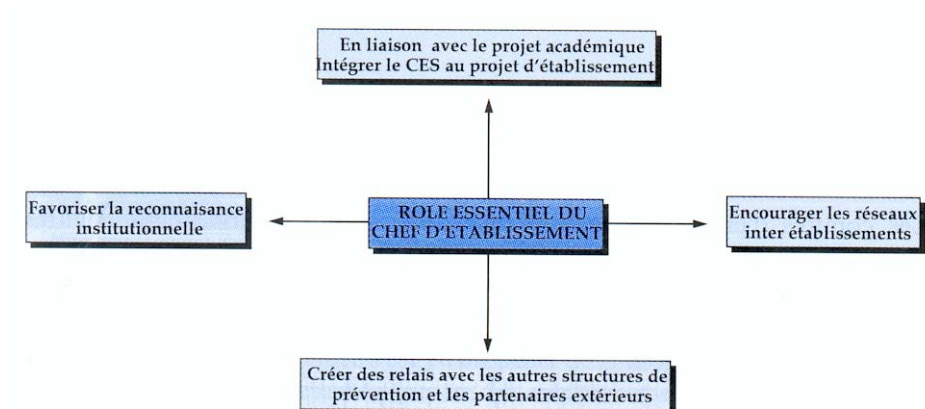 En liaison avec le projet académique
Intégrer le CES au projet d'établissement
Favoriser la reconnaisance
institutionnelle
ROLE ESSENTIEL DU
CHEF D'ETABLISSEMENT
Encourager les réseaux
inter établissements
Créer des relais avec les autres structures de
prévention et les partenaires extérieurs